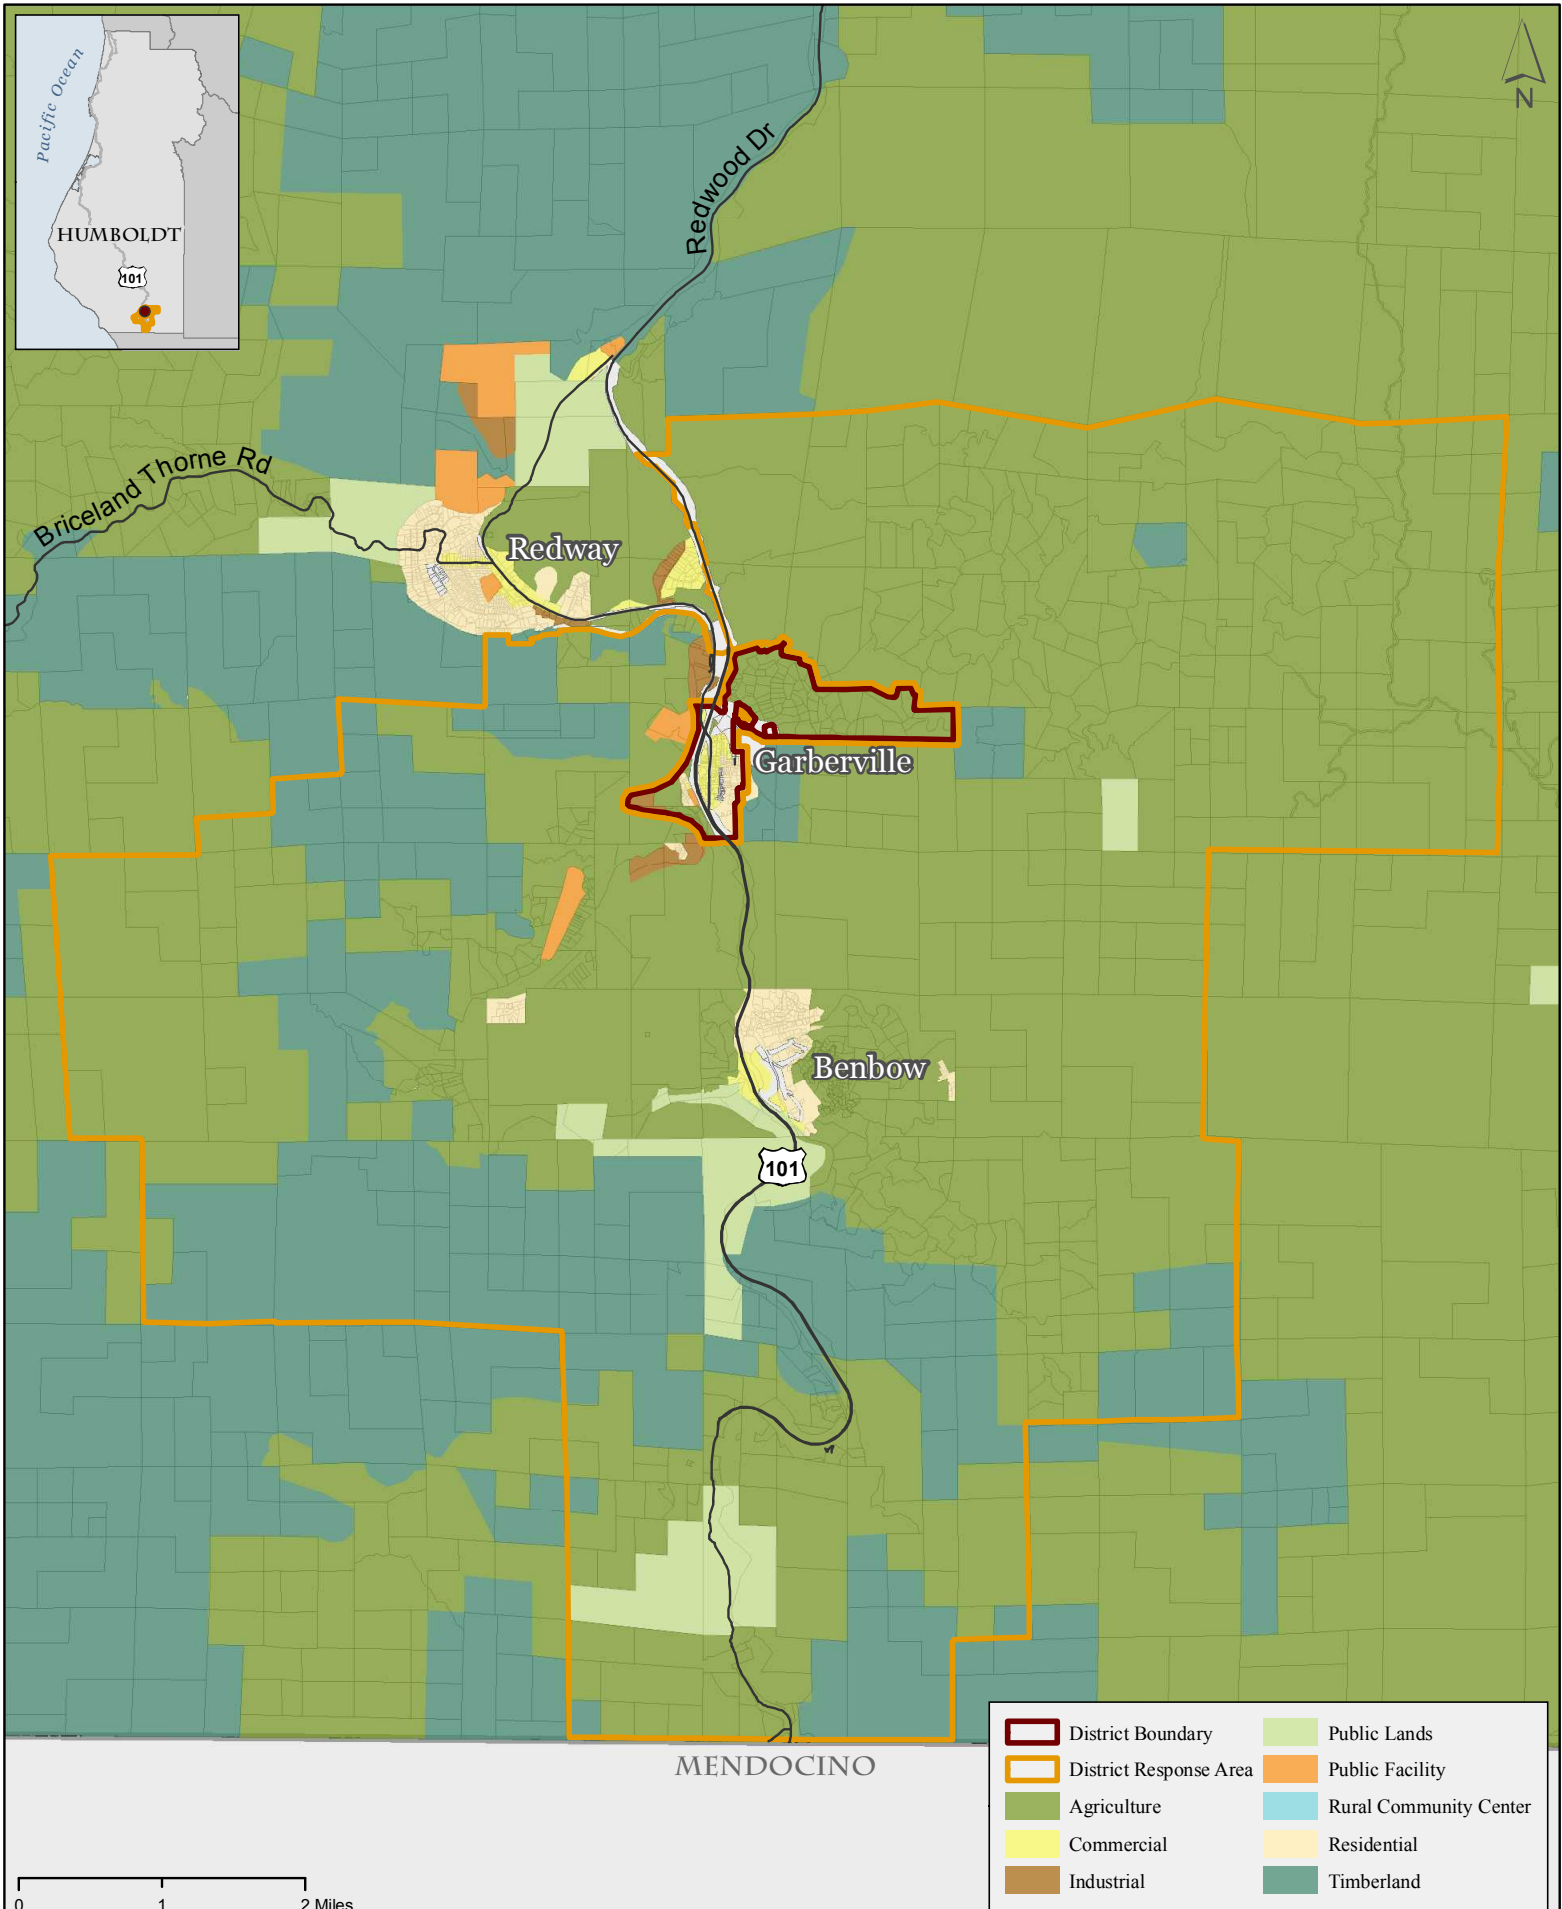 Pacific Ocean
HUMBOLDT
101
N
Redwood Dr
Briceland Thorne Rd
Redway
Garberville
Benbow
101
MENDOCINO
District Boundary
District Response Area
Agriculture
Commercial
Industrial
Public Lands
Public Facility
Rural Community Center
Residential
Timberland
0 1 2 Miles